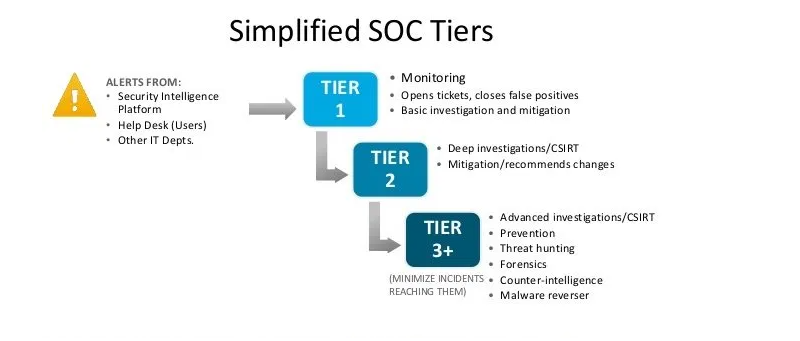 Simplified SOC Tiers
ALERTS FROM:
• Security Intelligence
Platform
• Help Desk (Users)
• Other IT Depts.
TIER
1
• Monitoring
• Opens tickets, closes false positives
• Basic investigation and mitigation
TIER
2
• Deep investigations/CSIRT
• Mitigation/recommends changes
TIER
3+
(MINIMIZE INCIDENTS
REACHING THEM)
• Advanced investigations/CSIRT
• Prevention
• Threat hunting
• Forensics
• Counter-intelligence
• Malware reverser